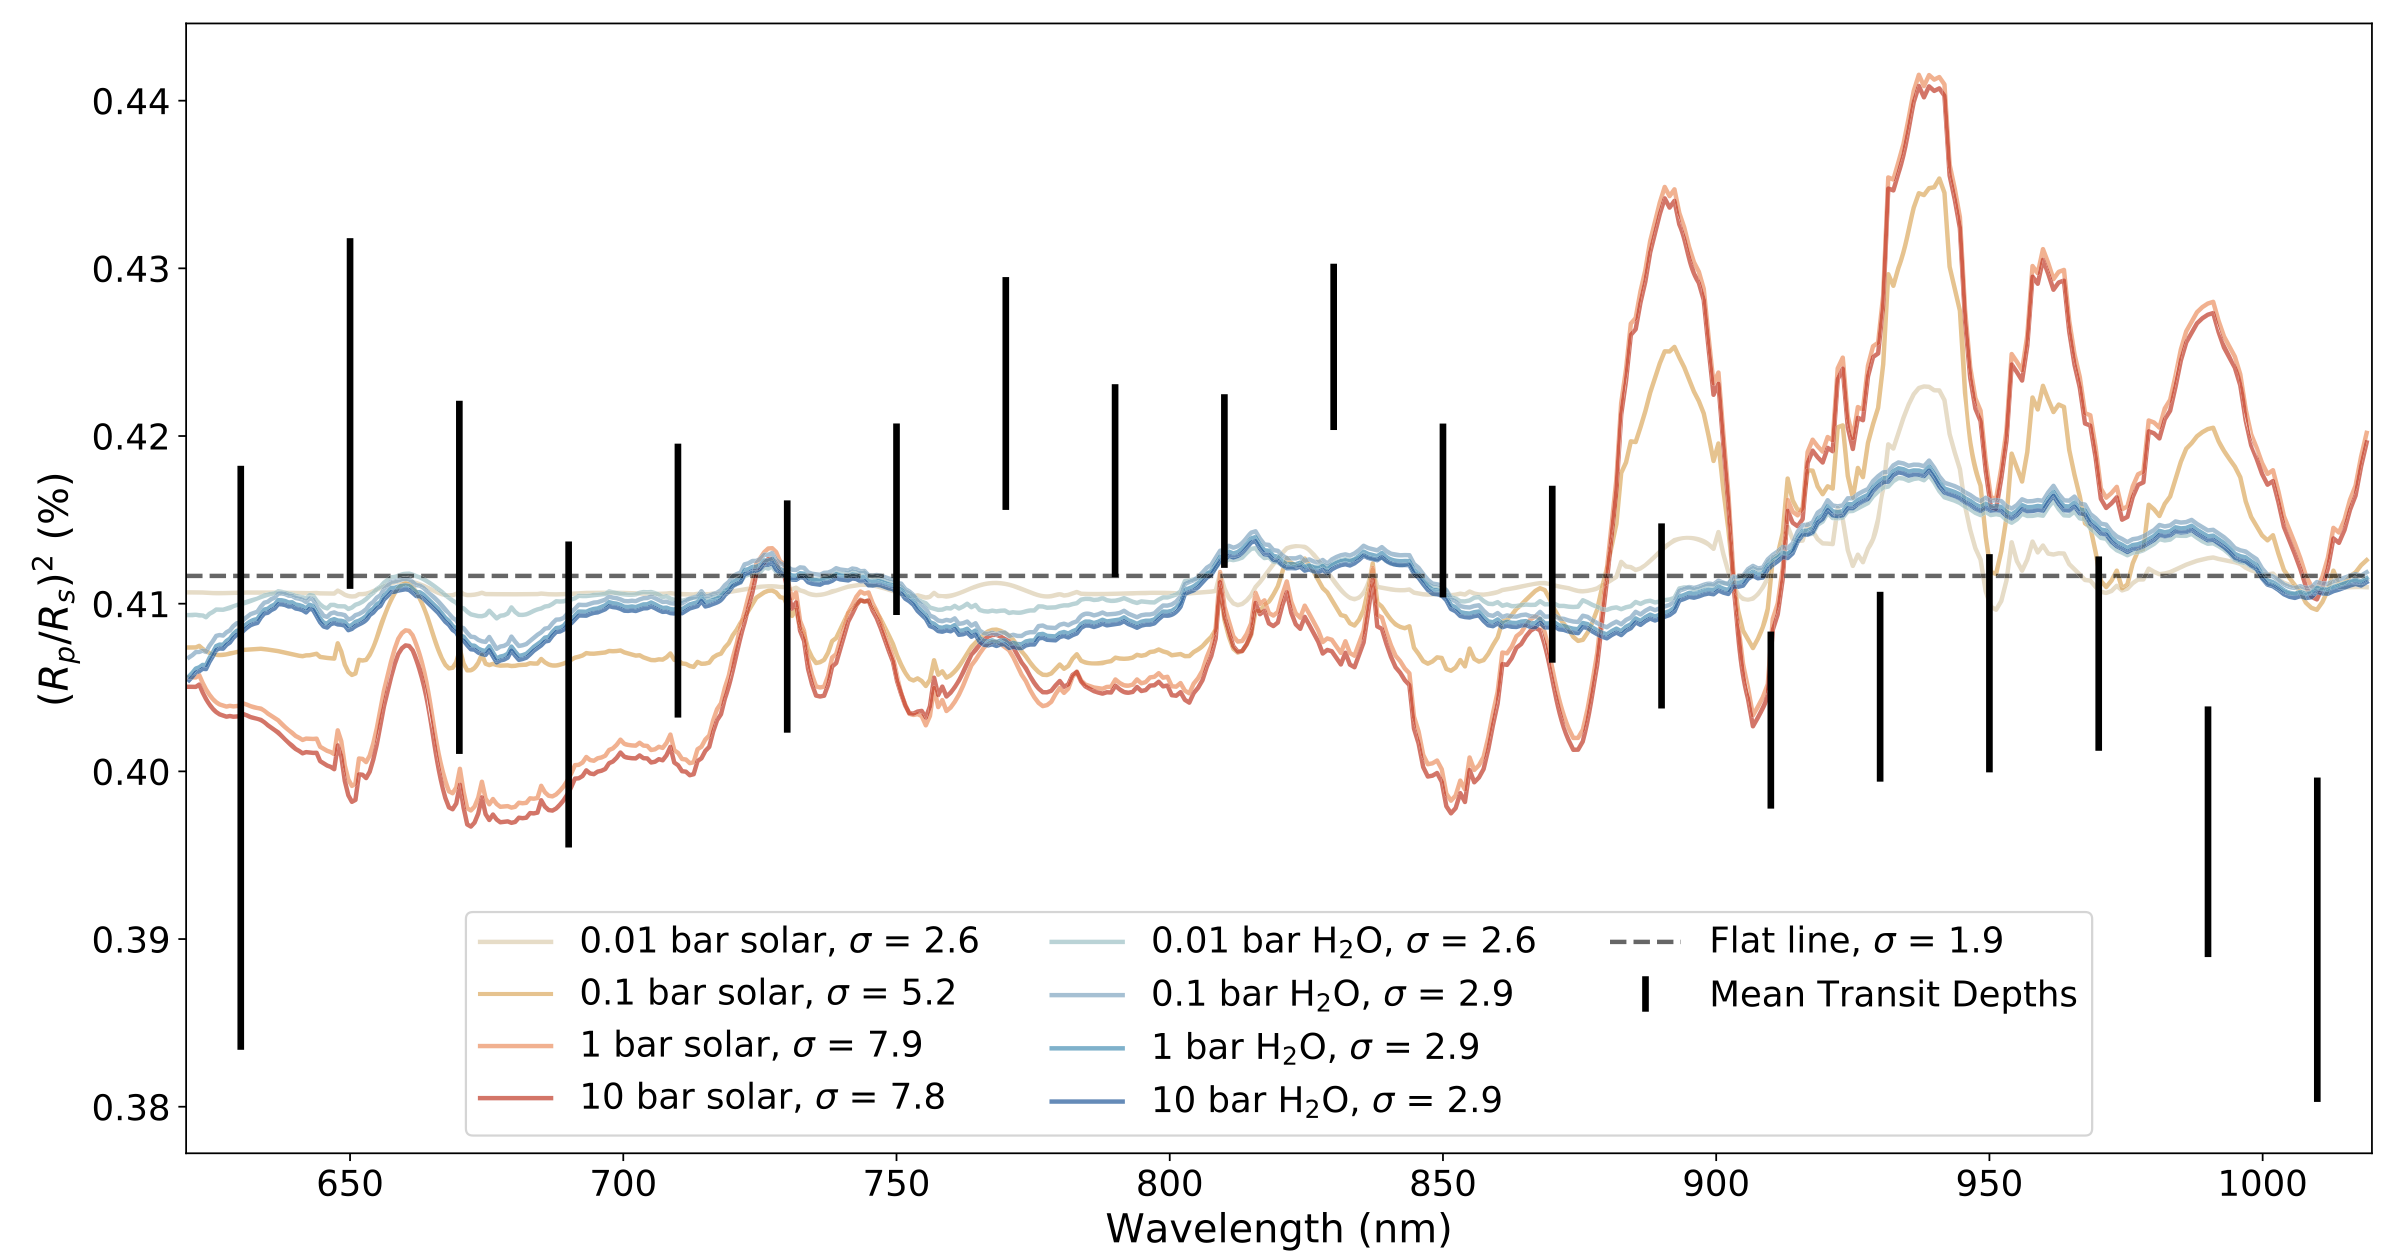 0.44
0.43
0.42
0.41
0.40
0.39
0.38
(Rp/Rs)² (%)
0.01 bar solar, σ = 2.6
0.1 bar solar, σ = 5.2
1 bar solar, σ = 7.9
10 bar solar, σ = 7.8
0.01 bar H₂O, σ = 2.6
0.1 bar H₂O, σ = 2.9
1 bar H₂O, σ = 2.9
10 bar H₂O, σ = 2.9
Flat line, σ = 1.9
Mean Transit Depths
650 700 750 800 850 900 950 1000
Wavelength (nm)